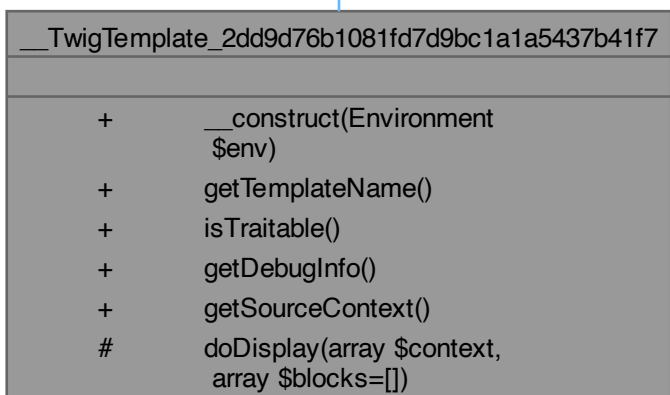 __TwigTemplate_2dd9d76b1081fd7d9bc1a1a5437b41f7
+ __construct(Environment
$env)
+ getTemplateName()
+ isTraitable()
+ getDebugInfo()
+ getSourceContext()
# doDisplay(array $context,
array $blocks=[])